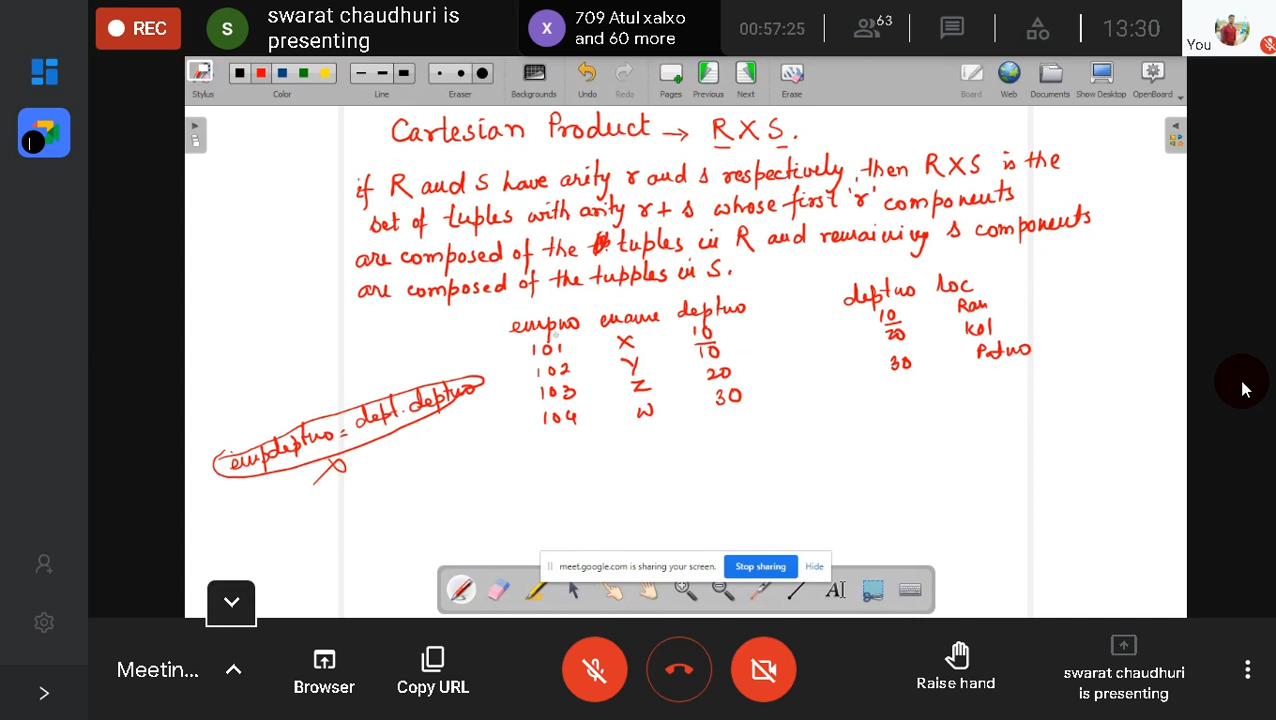 REC
S
swarat chaudhuri is
presenting
X
709 Atul xalxo
and 60 more
00:57:25
63
13:30
You
Stylus
Color
Line
Eraser
Backgrounds
Undo
Redo
Pages
Previous
Next
Erase
Board
Web
Documents
Show Desktop
OpenBoard
Cartesian Product → R X S.
if R and S have arity r and s respectively, then R X S is the
set of tuples with arity r + s whose first 'r' components
are composed of the tuples in R and remaining s components
are composed of the tupples in S.
empno ename deptno
101 X 10
102 Y 10
103 Z 20
104 W 30
deptno loc
10 Ran
20 Kol
30 Patno
empdeptno = dept.deptno
meet.google.com is sharing your screen.
Stop sharing
Hide
Meetin...
Browser
Copy URL
Raise hand
swarat chaudhuri
is presenting